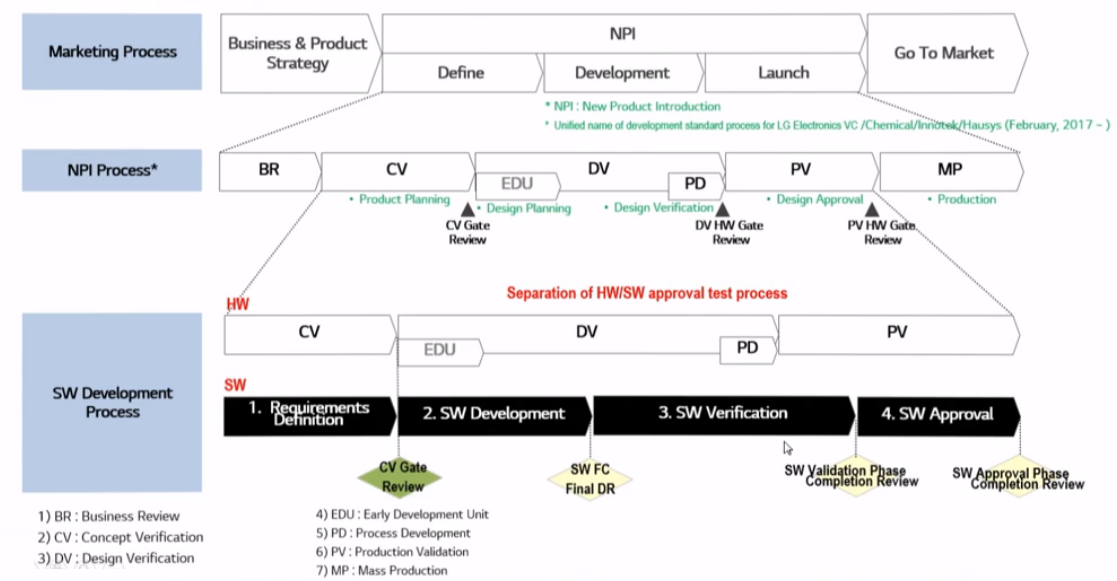 Marketing Process
Business & Product
Strategy
NPI
Define
Development
Launch
Go To Market
* NPI : New Product Introduction
* Unified name of development standard process for LG Electronics VC /Chemical/Innotek/Hausys (February, 2017 ~ )
NPI Process*
BR
CV
DV
EDU
PD
PV
MP
• Product Planning
• Design Planning
• Design Verification
• Design Approval
• Production
CV Gate
Review
DV HW Gate
Review
PV HW Gate
Review
Separation of HW/SW approval test process
HW
SW Development
Process
CV
EDU
DV
PD
PV
SW
1. Requirements
Definition
2. SW Development
3. SW Verification
4. SW Approval
CV Gate
Review
SW FC
Final DR
SW Validation Phase
Completion Review
SW Approval Phase
Completion Review
1) BR : Business Review
2) CV : Concept Verification
3) DV : Design Verification
4) EDU : Early Development Unit
5) PD : Process Development
6) PV : Production Validation
7) MP : Mass Production